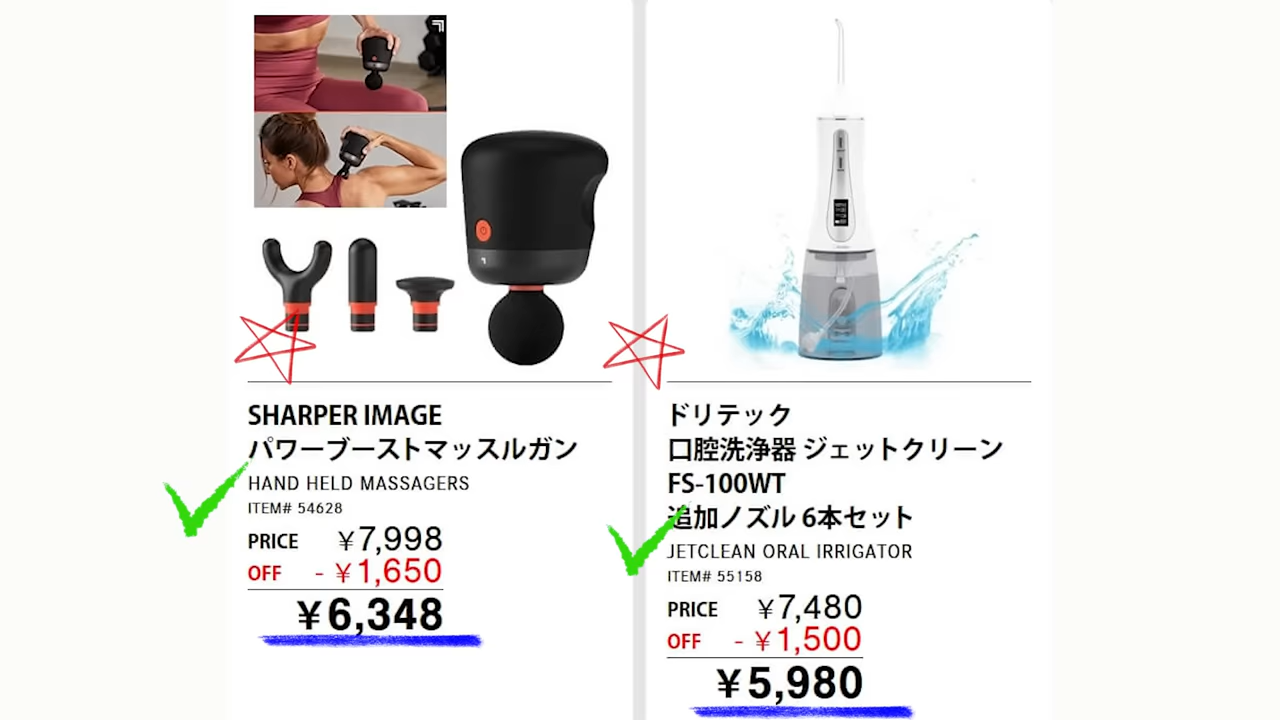 SHARPER IMAGE
パワーブーストマッスルガン
HAND HELD MASSAGERS
ITEM# 54628
PRICE ¥7,998
OFF - ¥1,650
¥6,348
ドリテック
口腔洗浄器 ジェットクリーン
FS-100WT
追加ノズル 6本セット
JETCLEAN ORAL IRRIGATOR
ITEM# 55158
PRICE ¥7,480
OFF - ¥1,500
¥5,980